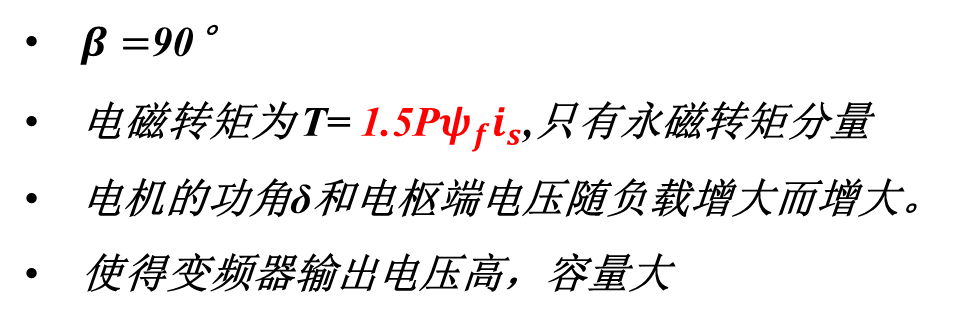 • β =90°
• 电磁转矩为T= 1.5Pψ_f i_s,只有永磁转矩分量
• 电机的功角δ和电枢端电压随负载增大而增大。
• 使得变频器输出电压高，容量大